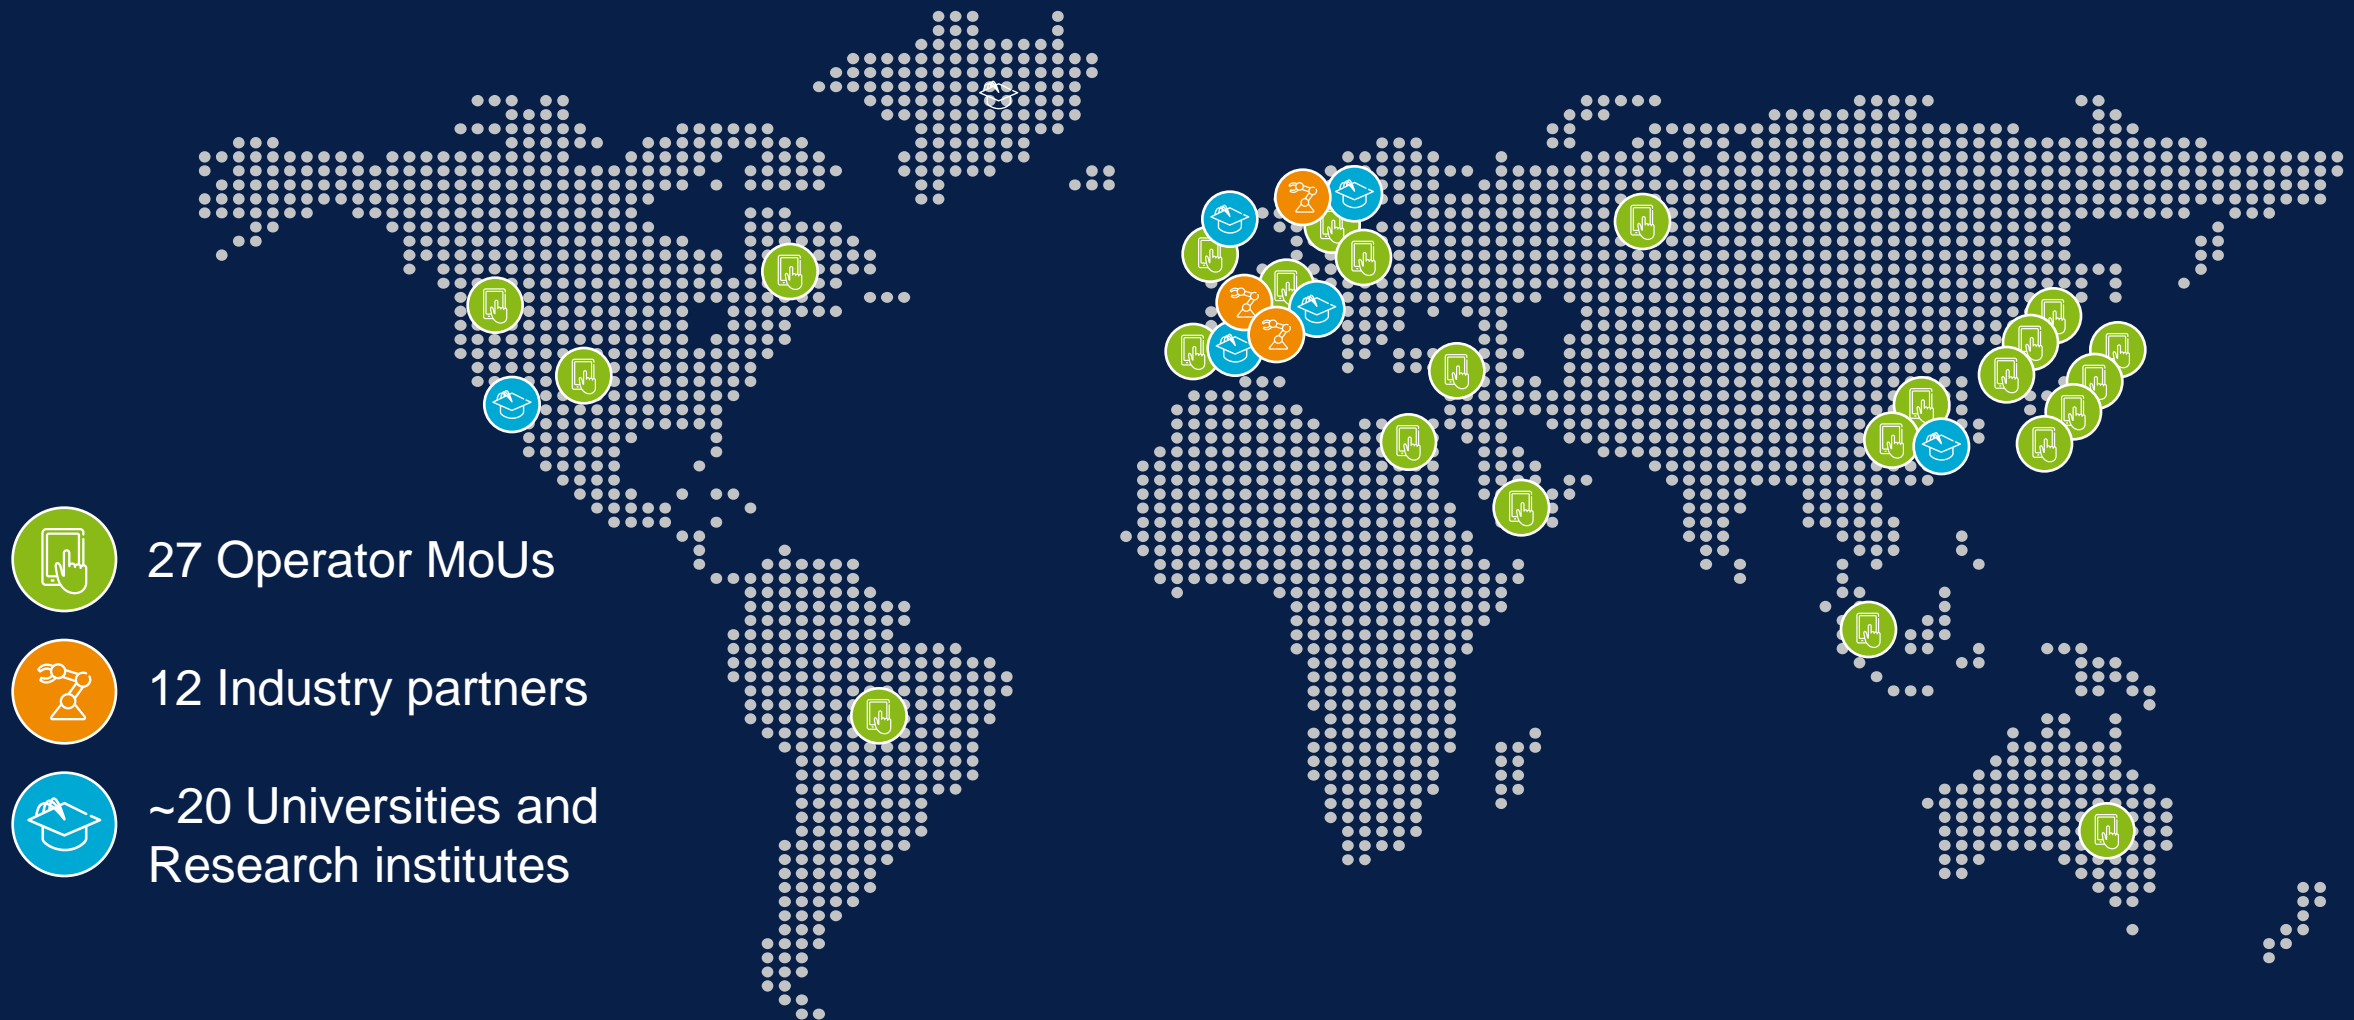 27 Operator MoUs
12 Industry partners
~20 Universities and
Research institutes